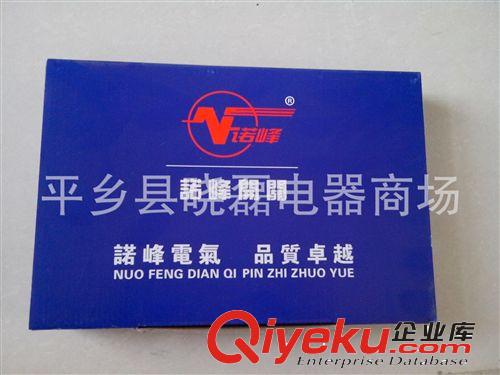 ®
诺峰
諾峰開關
平乡县晓磊电器商场
諾峰電氣 品質卓越
NUO FENG DIAN QI PIN ZHI ZHUO YUE
Qiyeku.com 企业库
Enterprise Database